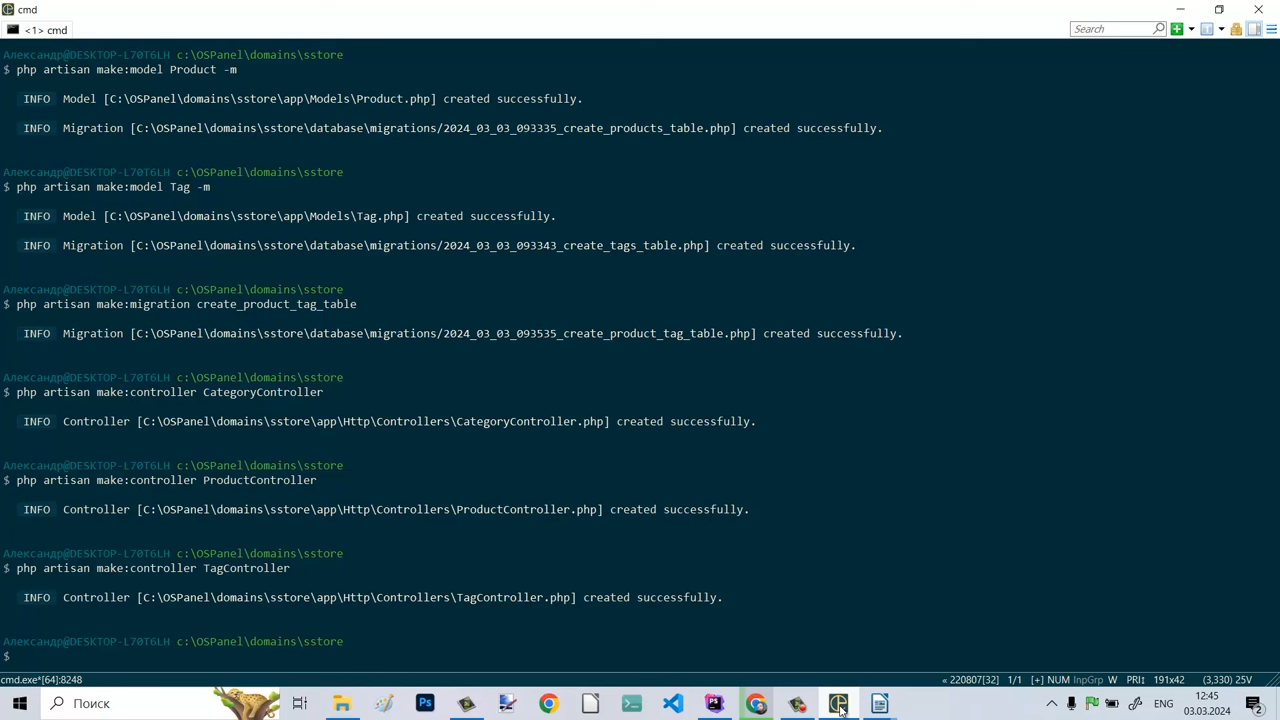 cmd
<1> cmd
Search
Александр@DESKTOP-L70T6LH c:\OSPanel\domains\sstore
$ php artisan make:model Product -m
INFO Model [C:\OSPanel\domains\sstore\app\Models\Product.php] created successfully.
INFO Migration [C:\OSPanel\domains\sstore\database\migrations/2024_03_03_093335_create_products_table.php] created successfully.
Александр@DESKTOP-L70T6LH c:\OSPanel\domains\sstore
$ php artisan make:model Tag -m
INFO Model [C:\OSPanel\domains\sstore\app\Models\Tag.php] created successfully.
INFO Migration [C:\OSPanel\domains\sstore\database\migrations/2024_03_03_093343_create_tags_table.php] created successfully.
Александр@DESKTOP-L70T6LH c:\OSPanel\domains\sstore
$ php artisan make:migration create_product_tag_table
INFO Migration [C:\OSPanel\domains\sstore\database\migrations/2024_03_03_093535_create_product_tag_table.php] created successfully.
Александр@DESKTOP-L70T6LH c:\OSPanel\domains\sstore
$ php artisan make:controller CategoryController
INFO Controller [C:\OSPanel\domains\sstore\app\Http\Controllers\CategoryController.php] created successfully.
Александр@DESKTOP-L70T6LH c:\OSPanel\domains\sstore
$ php artisan make:controller ProductController
INFO Controller [C:\OSPanel\domains\sstore\app\Http\Controllers\ProductController.php] created successfully.
Александр@DESKTOP-L70T6LH c:\OSPanel\domains\sstore
$ php artisan make:controller TagController
INFO Controller [C:\OSPanel\domains\sstore\app\Http\Controllers\TagController.php] created successfully.
Александр@DESKTOP-L70T6LH c:\OSPanel\domains\sstore
$
cmd.exe*[64]:8248 « 220807[32] 1/1 [+] NUM InpGrp W PRI↕ 191x42 (3,330) 25V
Поиск
Ps
PS
ENG
12:45
03.03.2024
2